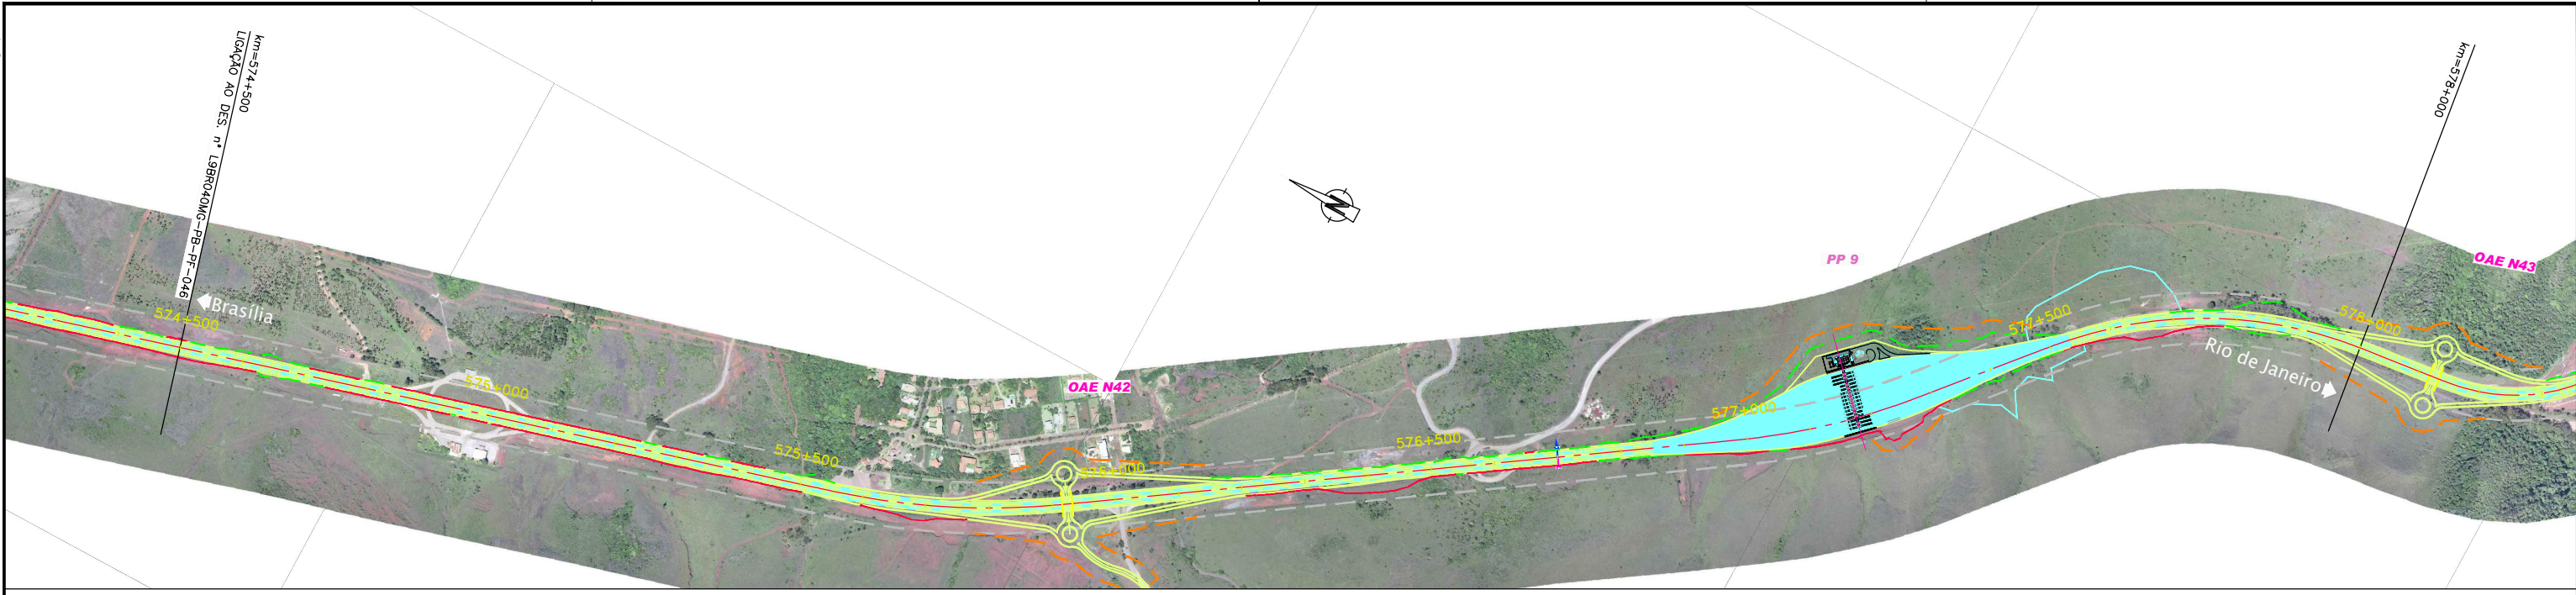 km=574+500
LIGAÇÃO AO DES. n° L9BR040MG-PB-PF-046
Brasília
574+500
575+000
575+500
OAE N42
576+000
576+500
N
577+000
PP 9
577+500
578+000
Rio de Janeiro
km=578+000
OAE N43